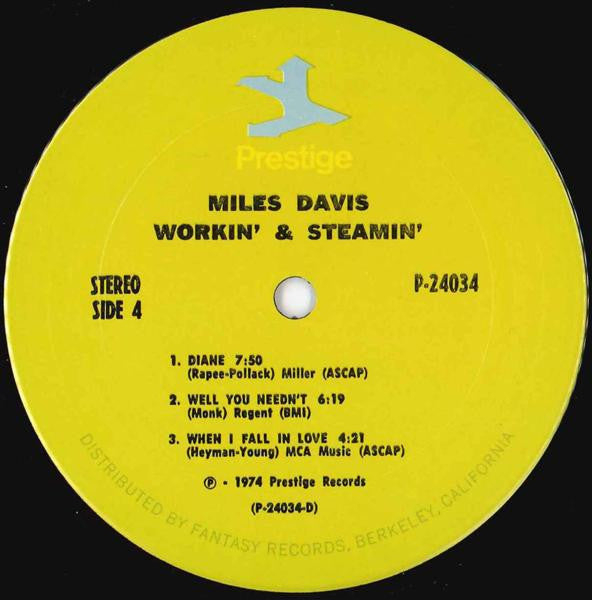 Prestige
MILES DAVIS
WORKIN' & STEAMIN'
STEREO
SIDE 4
P-24034
1. DIANE 7:50
(Rapee-Pollack) Miller (ASCAP)
2. WELL YOU NEEDN'T 6:19
(Monk) Regent (BMI)
3. WHEN I FALL IN LOVE 4:21
(Heyman-Young) MCA Music (ASCAP)
℗ - 1974 Prestige Records
(P-24034-D)
DISTRIBUTED BY FANTASY RECORDS, BERKELEY, CALIFORNIA